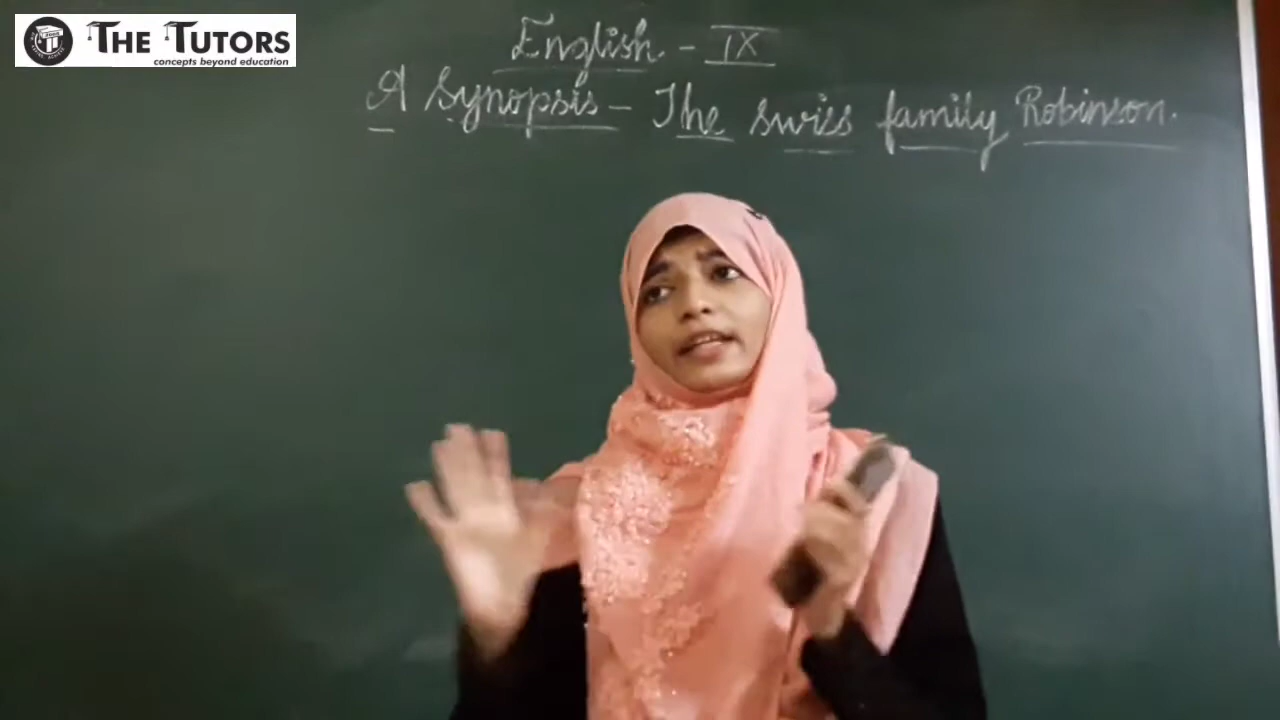 THE TUTORS
concepts beyond education
English - IX
A Synopsis - The swiss family Robinson.